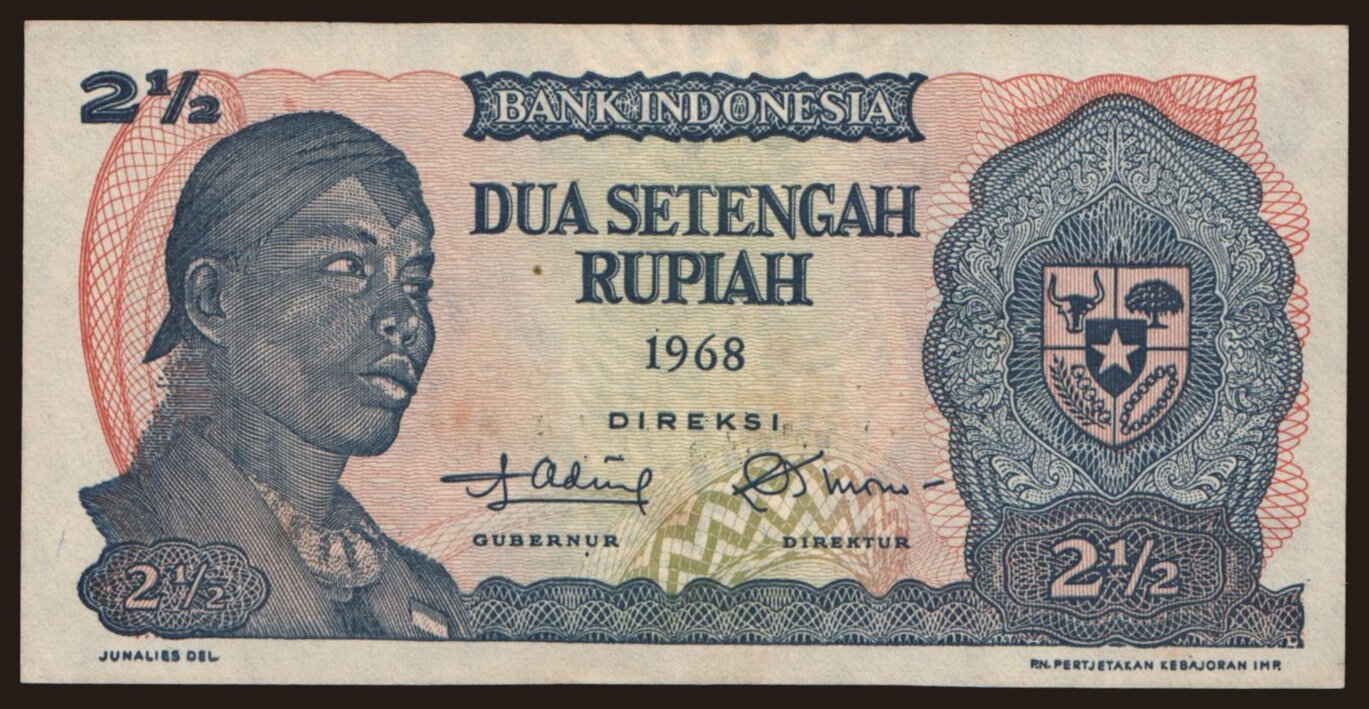 2½
BANK INDONESIA
DUA SETENGAH
RUPIAH
1968
DIREKSI
GUBERNUR
DIREKTUR
2½
2½
JUNALIES DEL.
P.N. PERTJETAKAN KEBAJORAN IMP.